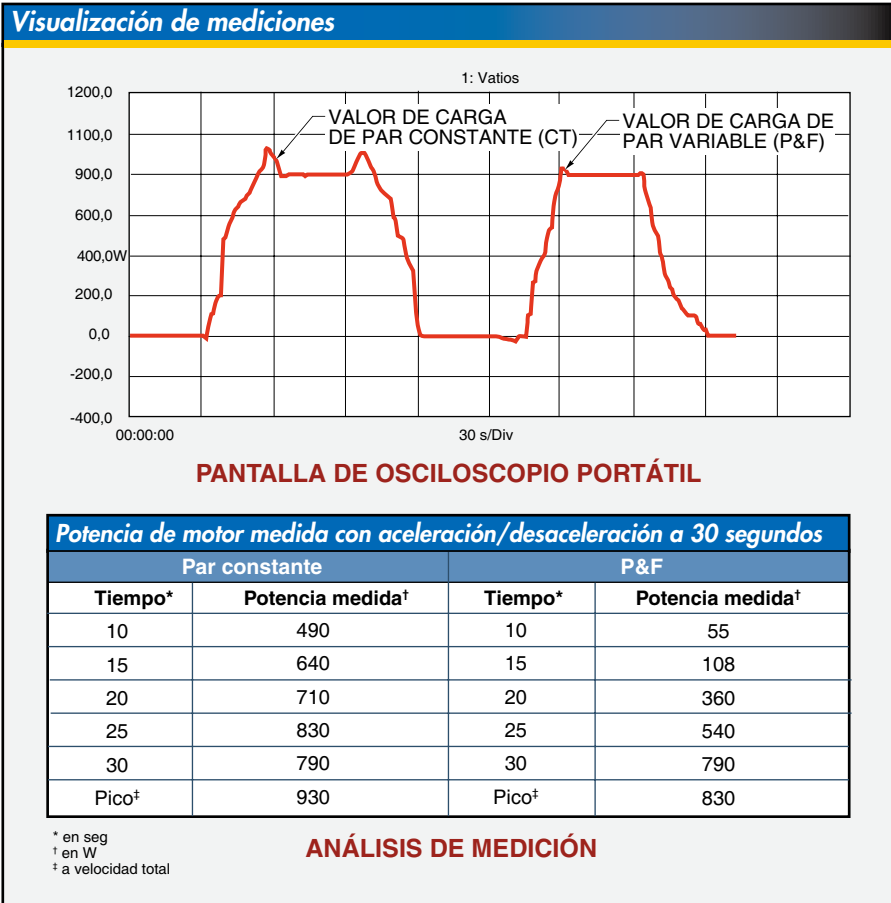 Visualización de mediciones
1: Vatios
1200,0
1100,0
900,0
600,0
400,0W
200,0
0,0
-200,0
-400,0
VALOR DE CARGA
DE PAR CONSTANTE (CT)
VALOR DE CARGA DE
PAR VARIABLE (P&F)
00:00:00
30 s/Div
PANTALLA DE OSCILOSCOPIO PORTÁTIL
Potencia de motor medida con aceleración/desaceleración a 30 segundos
Par constante P&F
Tiempo* Potencia medida† Tiempo* Potencia medida†
10 490 10 55
15 640 15 108
20 710 20 360
25 830 25 540
30 790 30 790
Pico‡ 930 Pico‡ 830
* en seg
† en W
‡ a velocidad total
ANÁLISIS DE MEDICIÓN